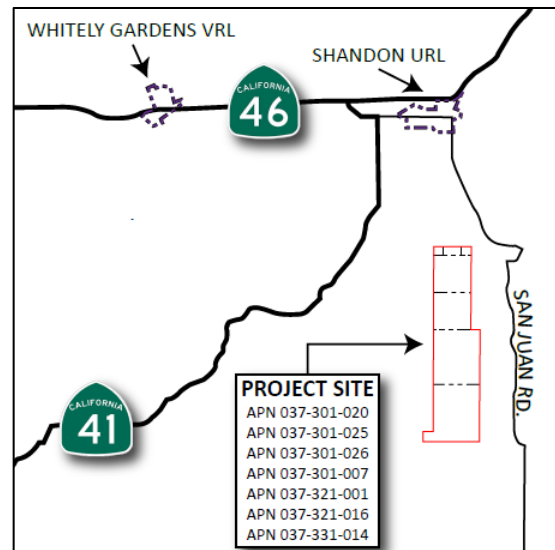 WHITELY GARDENS VRL
SHANDON URL
CALIFORNIA
46
SAN JUAN RD.
CALIFORNIA
41
PROJECT SITE
APN 037-301-020
APN 037-301-025
APN 037-301-026
APN 037-301-007
APN 037-321-001
APN 037-321-016
APN 037-331-014